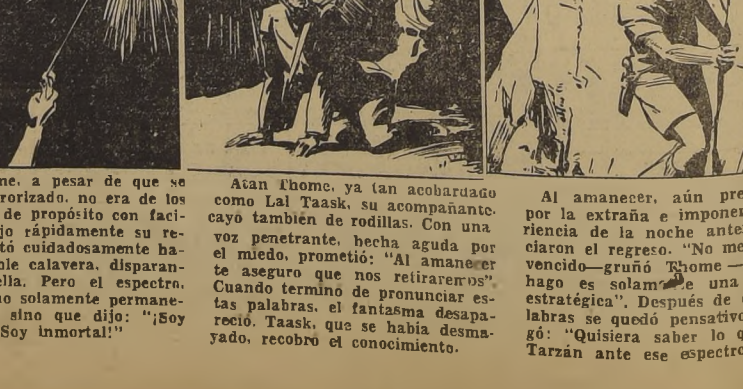 me, a pesar de que se
rorizado, no era de los
de propósito con faci-
jo rápidamente su re-
tó cuidadosamente ha-
ble calavera, disparan-
ella. Pero el espectro,
no solamente permane-
sino que dijo: "¡Soy
Soy inmortal!"
Atan Thome, ya tan acobardado
como Lal Taask, su acompañante,
cayó también de rodillas. Con una
voz penetrante, hecha aguda por
el miedo, prometió: "Al amanecer
te aseguro que nos retiraremos".
Cuando terminó de pronunciar es-
tas palabras, el fantasma desapa-
reció. Taask, que se había desma-
yado, recobró el conocimiento.
Al amanecer, aún pre
por la extraña e imponen
riencia de la noche ante
ciaron el regreso. "No me
vencido—gruñó Thome—
hago es una
estratégica". Después de
labras se quedó pensativo
gó: "Quisiera saber lo q
Tarzán ante ese espectro